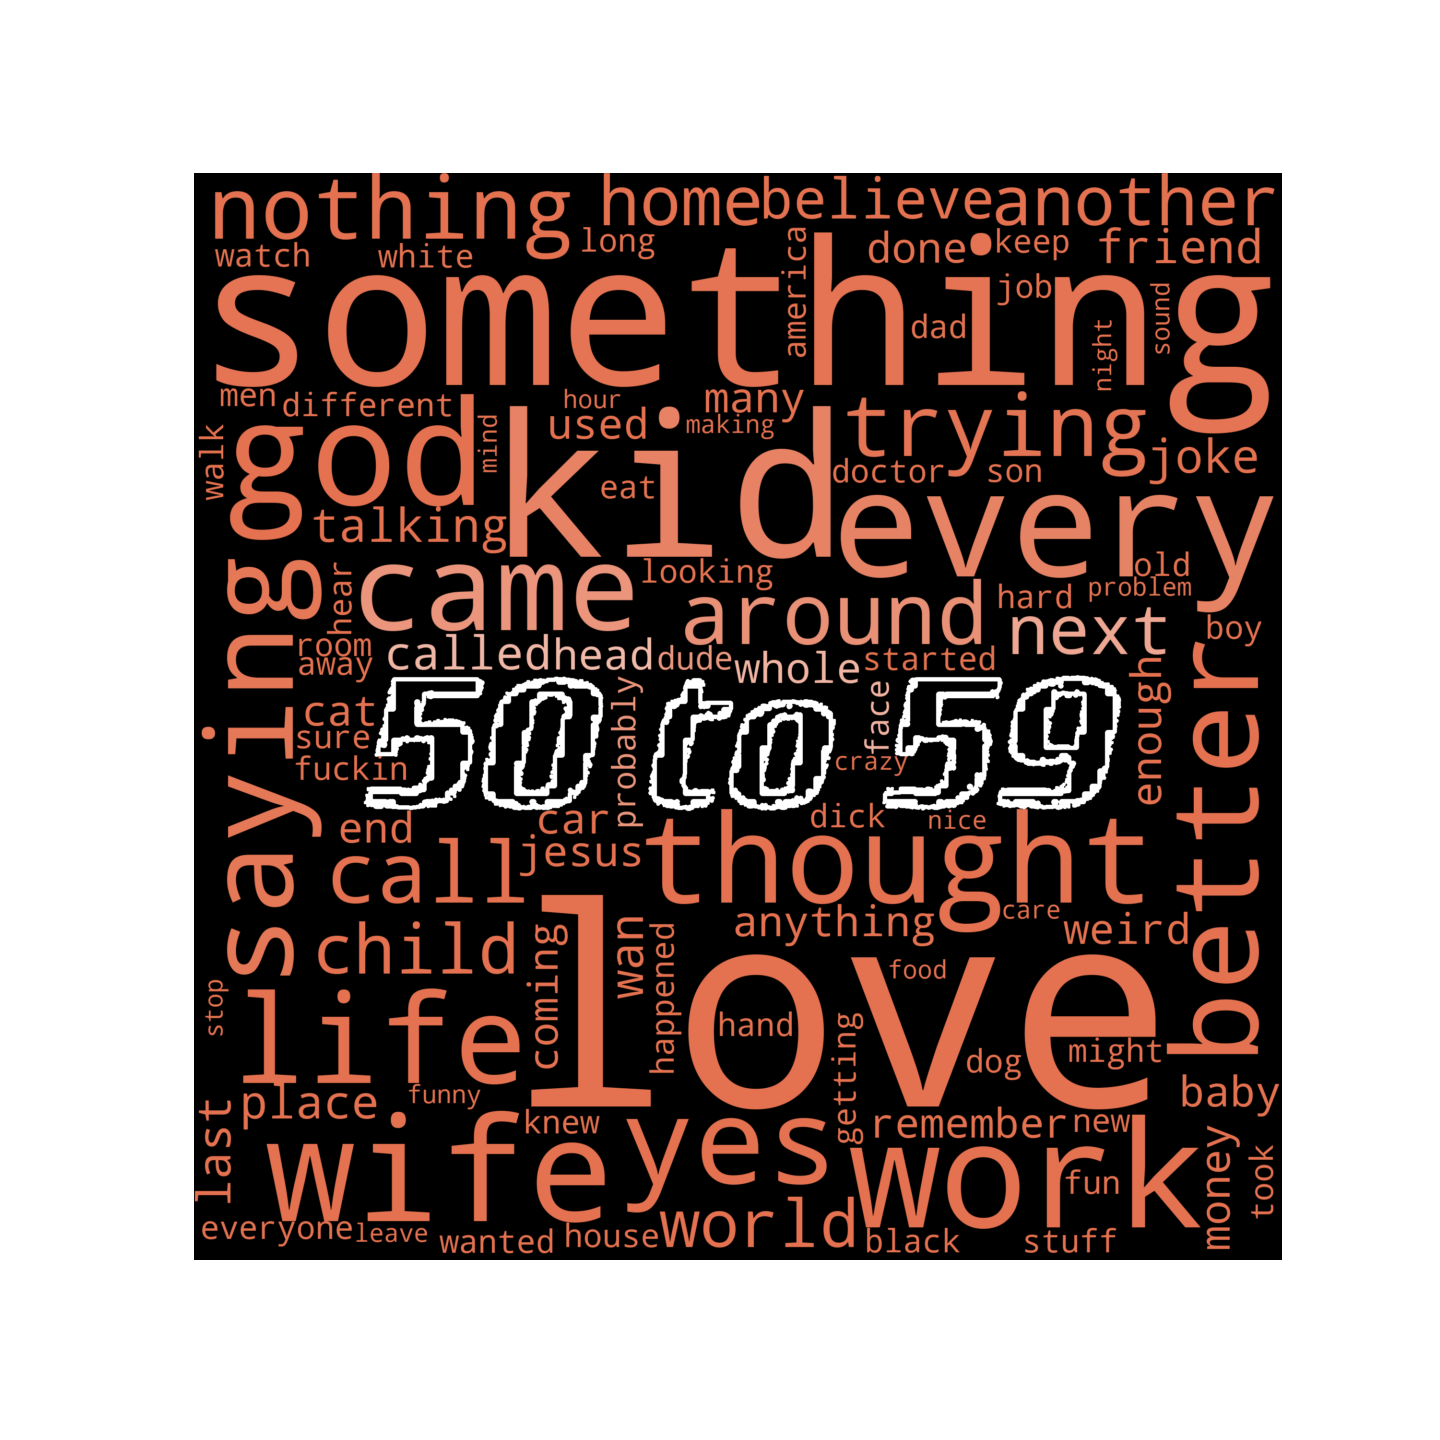 nothing
home
believe
another
watch
white
long
america
done
keep
friend
something
job
dad
night
sound
men
different
hour
many
used
making
trying
joke
walk
god
mind
kid
eat
doctor
son
every
talking
saying
hear
came
looking
around
hard
old
problem
next
boy
room
away
called
head
dude
whole
started
better
enough
cat
sure
fuckin
50 to 59
probably
face
crazy
end
car
jesus
dick
nice
call
thought
child
coming
wan
happened
anything
care
weird
love
food
stop
life
hand
getting
dog
might
place
funny
baby
last
wife
knew
yes
remember
new
work
fun
money
took
everyone
leave
wanted
house
world
black
stuff